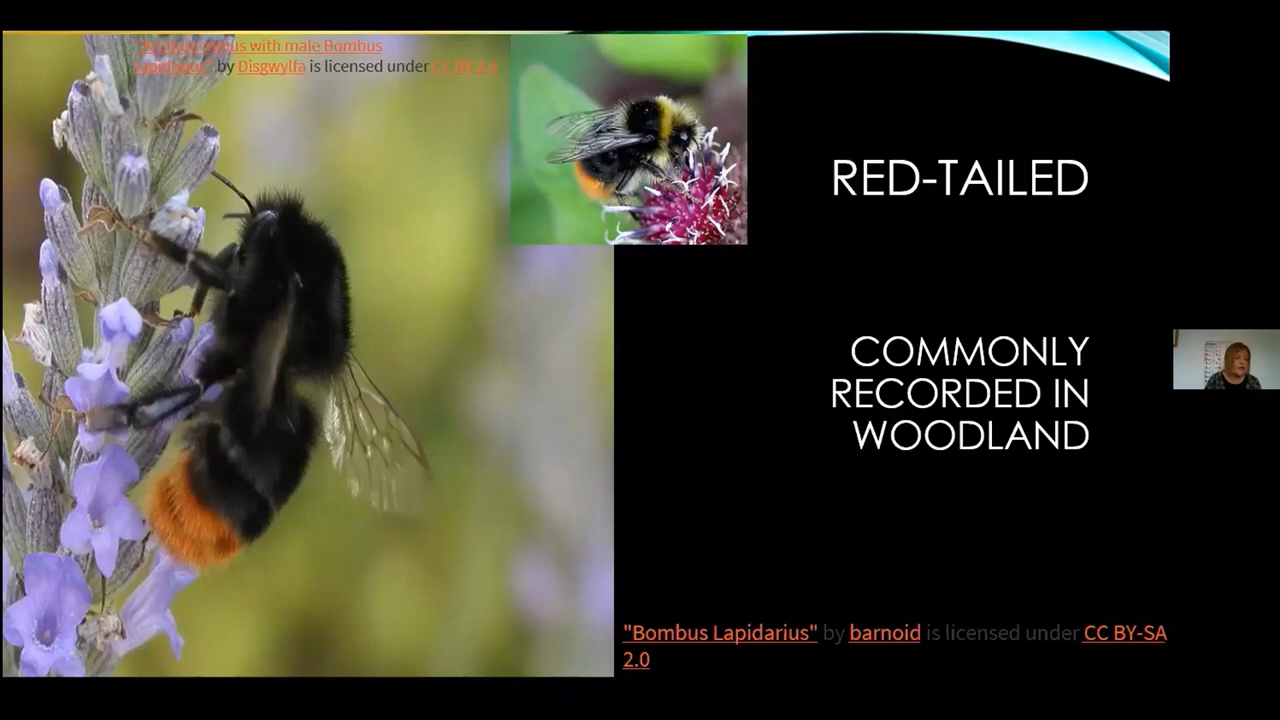 with male Bombus
Lapidarius" by Disgwylfa is licensed under CC BY 2.0
RED-TAILED
COMMONLY
RECORDED IN
WOODLAND
"Bombus Lapidarius" by barnoid is licensed under CC BY-SA
2.0